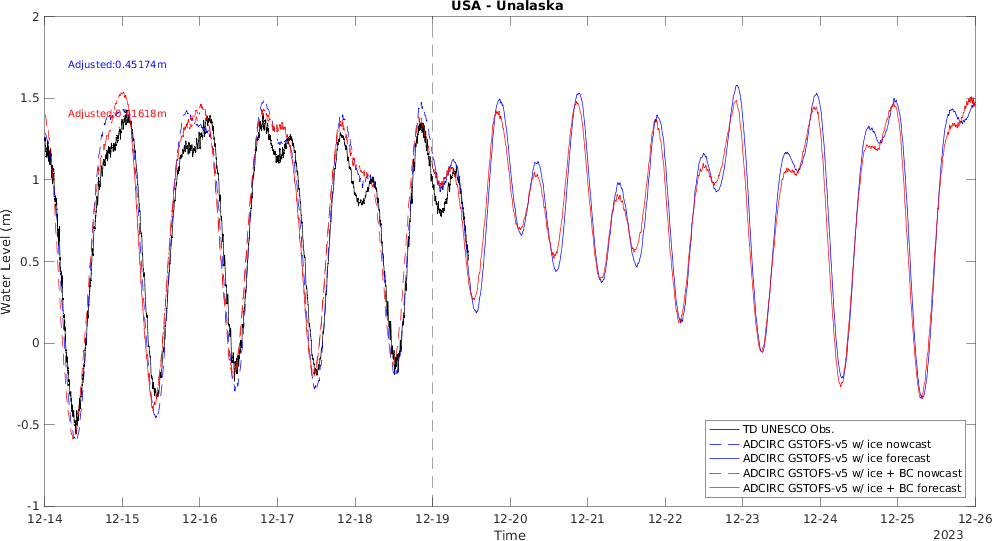 USA - Unalaska
2
1.5
1
0.5
0
-0.5
-1
Water Level (m)
Adjusted:0.45174m
TD UNESCO Obs.
ADCIRC GSTOFS-v5 w/ ice nowcast
ADCIRC GSTOFS-v5 w/ ice forecast
ADCIRC GSTOFS-v5 w/ ice + BC nowcast
ADCIRC GSTOFS-v5 w/ ice + BC forecast
12-14 12-15 12-16 12-17 12-18 12-19 12-20 12-21 12-22 12-23 12-24 12-25 12-26
Time
2023